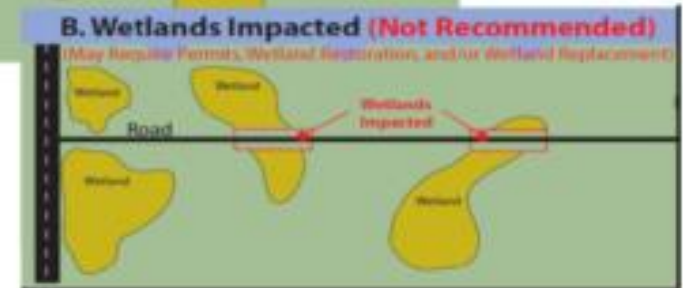 B. Wetlands Impacted (Not Recommended)
(May Require Permits, Wetland Restoration, and/or Wetland Replacement)
Wetland
Wetland
Wetlands
Impacted
Road
Wetland
Wetland